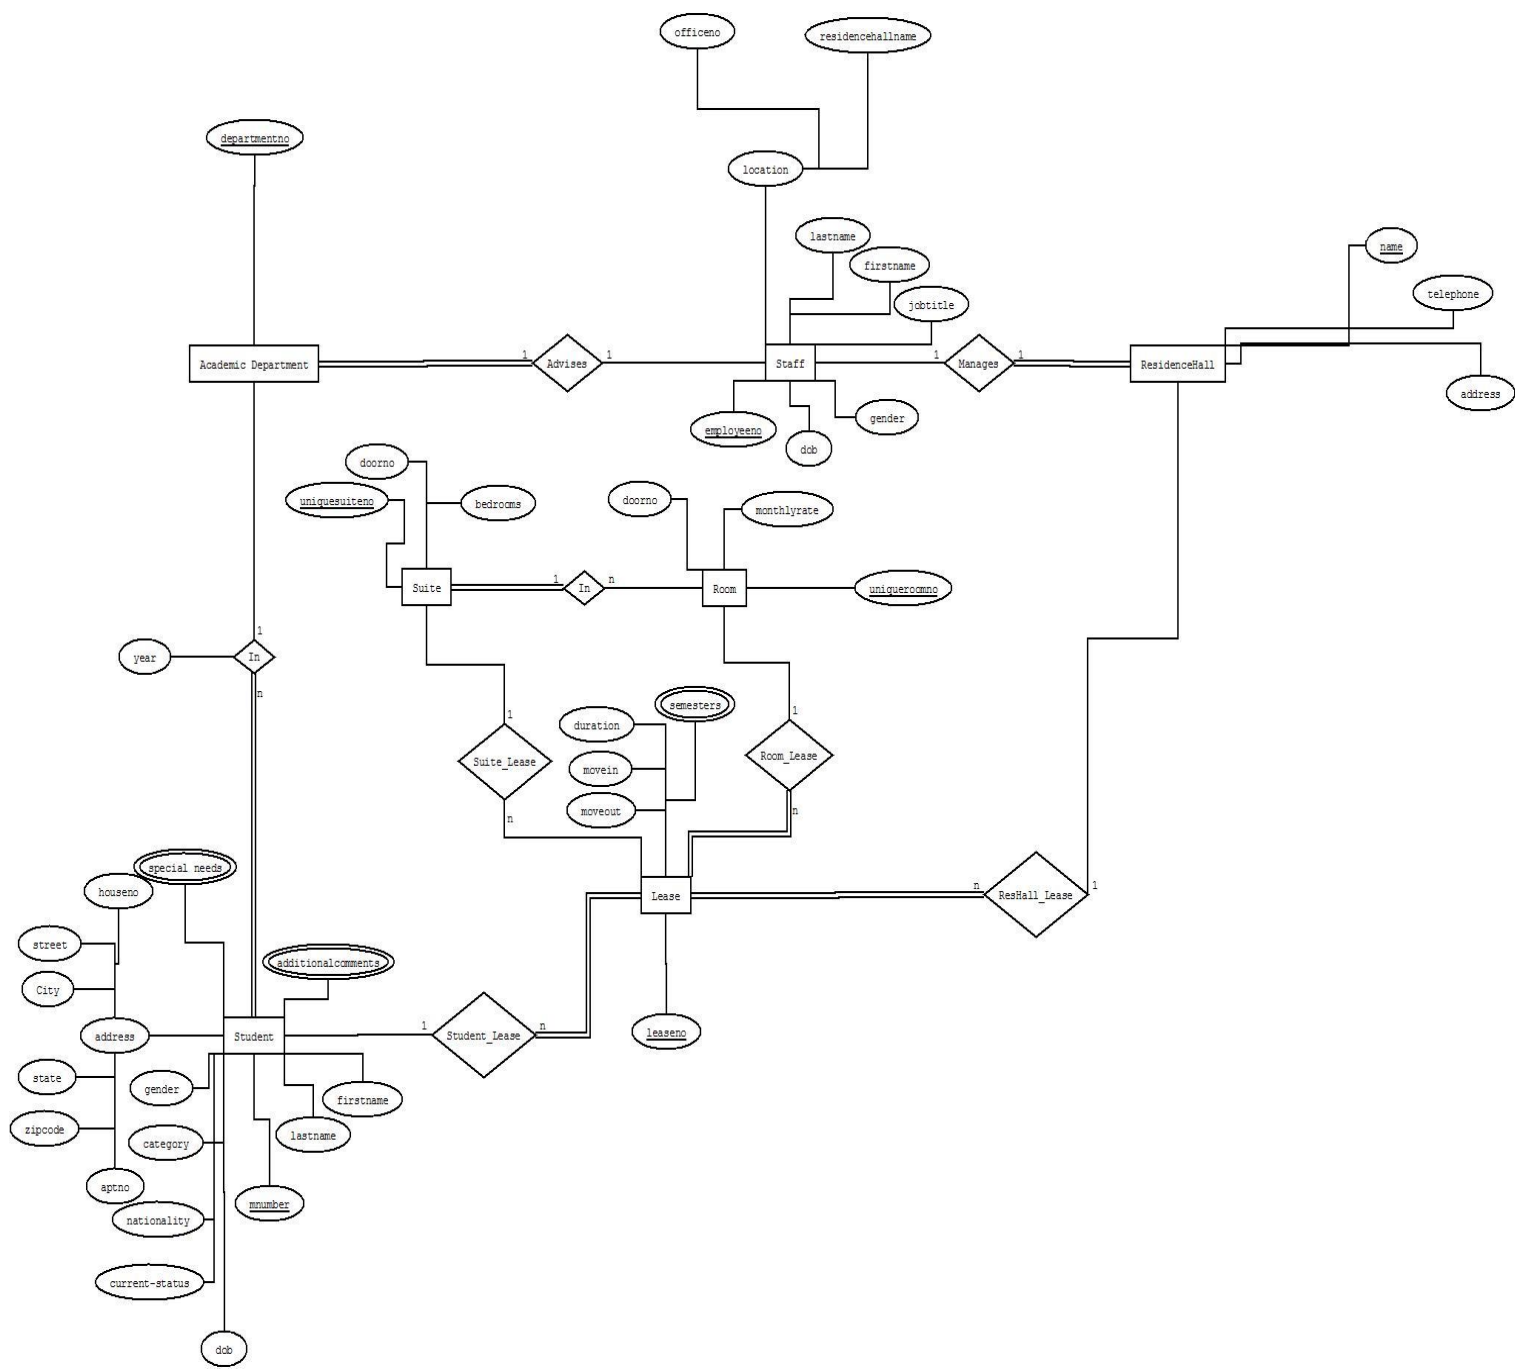 officeno
residencehallname
departmentno
location
lastname
name
firstname
telephone
jobtitle
1
1
1
1
Academic Department
Advises
Staff
Manages
ResidenceHall
address
gender
employeeno
dob
doorno
uniquesuiteno
bedrooms
doorno
monthlyrate
1
n
Suite
In
Room
uniqueroomno
1
year
In
n
semesters
1
1
duration
Suite_Lease
movein
Room_Lease
moveout
n
n
special needs
houseno
n
1
Lease
ResHall_Lease
street
additionalcomments
City
1
n
address
Student
Student_Lease
leaseno
state
gender
firstname
zipcode
category
lastname
aptno
mnumber
nationality
current-status
dob